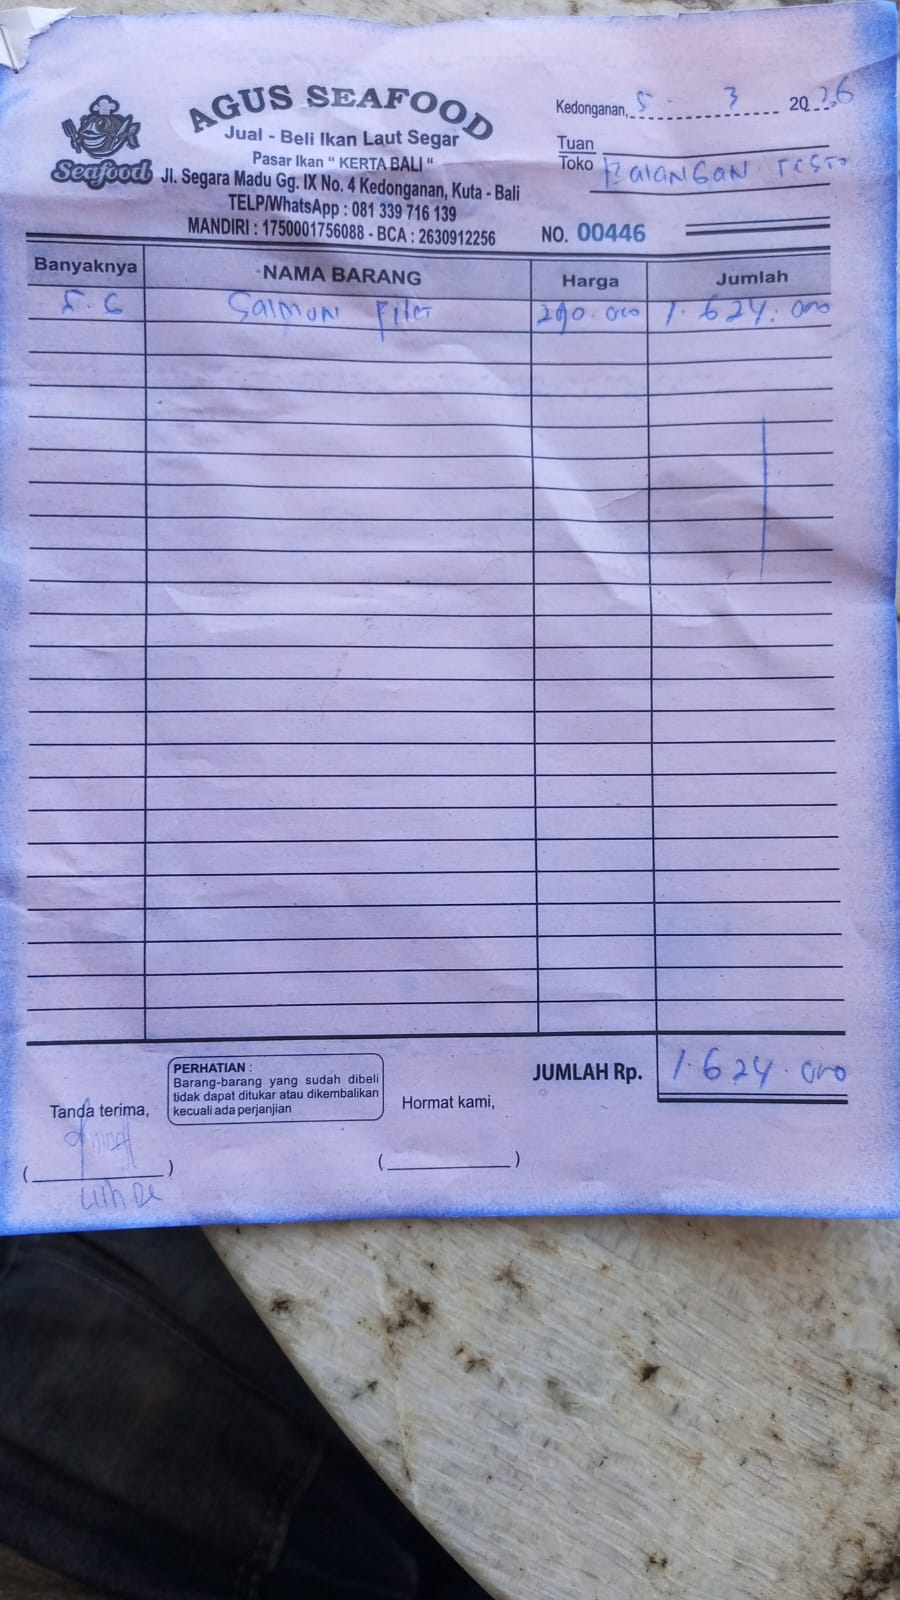 AGUS SEAFOOD
Jual - Beli Ikan Laut Segar
Pasar Ikan " KERTA BALI "
Jl. Segara Madu Gg. IX No. 4 Kedonganan, Kuta - Bali
TELP/WhatsApp : 081 339 716 139
MANDIRI : 1750001756088 - BCA : 2630912256
Seafood
Kedonganan, 5 - 3 2026
Tuan
Toko BALANGAN RESTO
NO. 00446
Banyaknya NAMA BARANG Harga Jumlah
5.6 Salmon Filet 290.000 1.624.000
JUMLAH Rp. 1.624.000
PERHATIAN :
Barang-barang yang sudah dibeli
tidak dapat ditukar atau dikembalikan
kecuali ada perjanjian
Tanda terima,
Hormat kami,